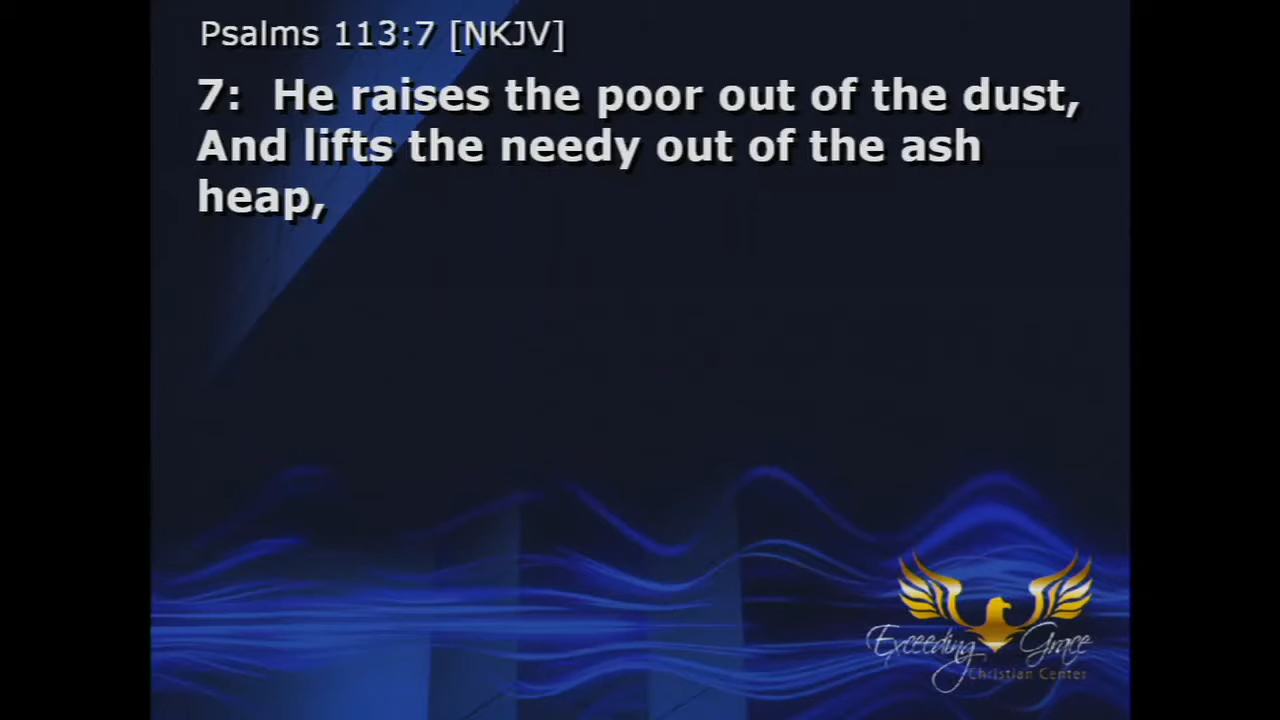 Psalms 113:7 [NKJV]
7: He raises the poor out of the dust,
And lifts the needy out of the ash
heap,
Exceeding Grace
Christian Center